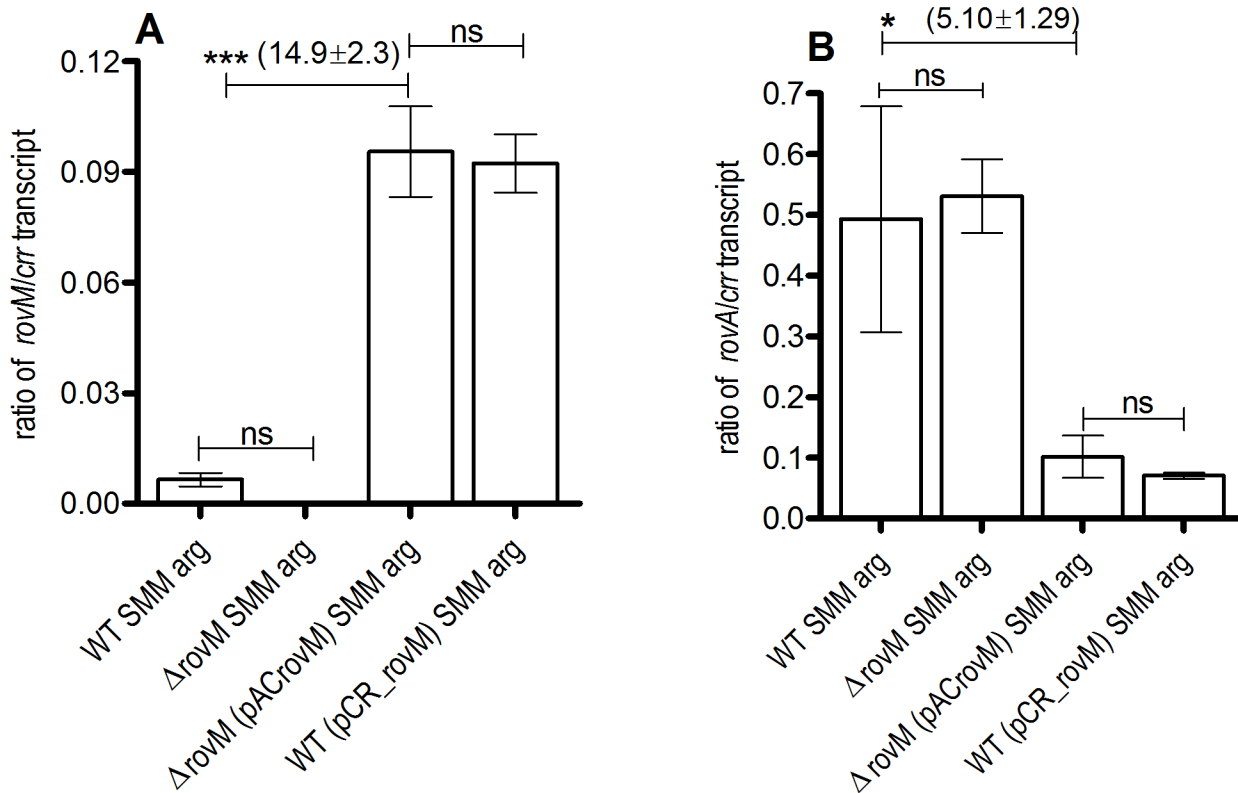 A
*** (14.9±2.3)
ns
0.12
0.09
0.06
0.03
0.00
ratio of rovM/crr transcript
ns
WT SMM arg
ΔrovM SMM arg
ΔrovM (pACrovM) SMM arg
WT (pCR_rovM) SMM arg
B
* (5.10±1.29)
ns
0.7
0.6
0.5
0.4
0.3
0.2
0.1
0.0
ratio of rovA/crr transcript
ns
WT SMM arg
ΔrovM SMM arg
ΔrovM (pACrovM) SMM arg
WT (pCR_rovM) SMM arg